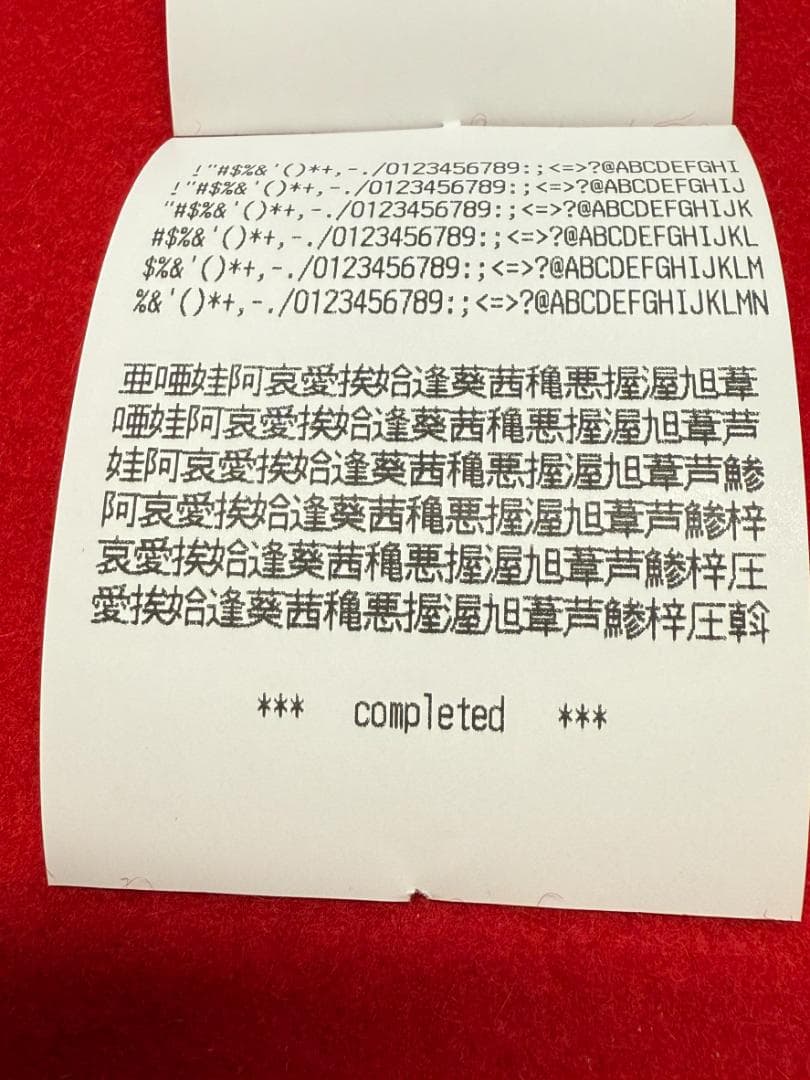 !"#$%&'()*+,-./0123456789:;<=>?@ABCDEFGHI
!"#$%&'()*+,-./0123456789:;<=>?@ABCDEFGHIJ
"#$%&'()*+,-./0123456789:;<=>?@ABCDEFGHIJK
#$%&'()*+,-./0123456789:;<=>?@ABCDEFGHIJKL
$%&'()*+,-./0123456789:;<=>?@ABCDEFGHIJKLM
%&'()*+,-./0123456789:;<=>?@ABCDEFGHIJKLMN
亜唖娃阿哀愛挨姶逢葵茜穐悪握渥旭葦
唖娃阿哀愛挨姶逢葵茜穐悪握渥旭葦芦
娃阿哀愛挨姶逢葵茜穐悪握渥旭葦芦鯵
阿哀愛挨姶逢葵茜穐悪握渥旭葦芦鯵梓
哀愛挨姶逢葵茜穐悪握渥旭葦芦鯵梓圧
愛挨姶逢葵茜穐悪握渥旭葦芦鯵梓圧斡
*** completed ***